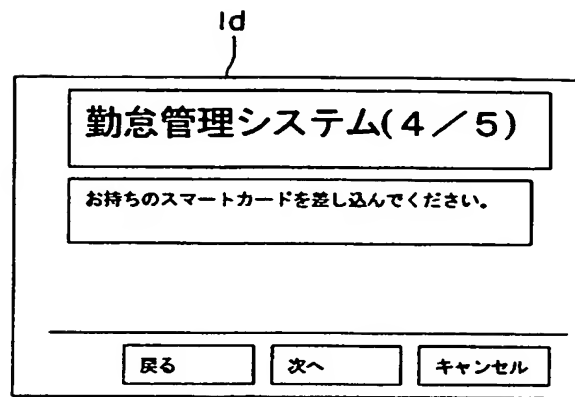 1d
勤怠管理システム(4/5)
お持ちのスマートカードを差し込んでください。
戻る
次へ
キャンセル